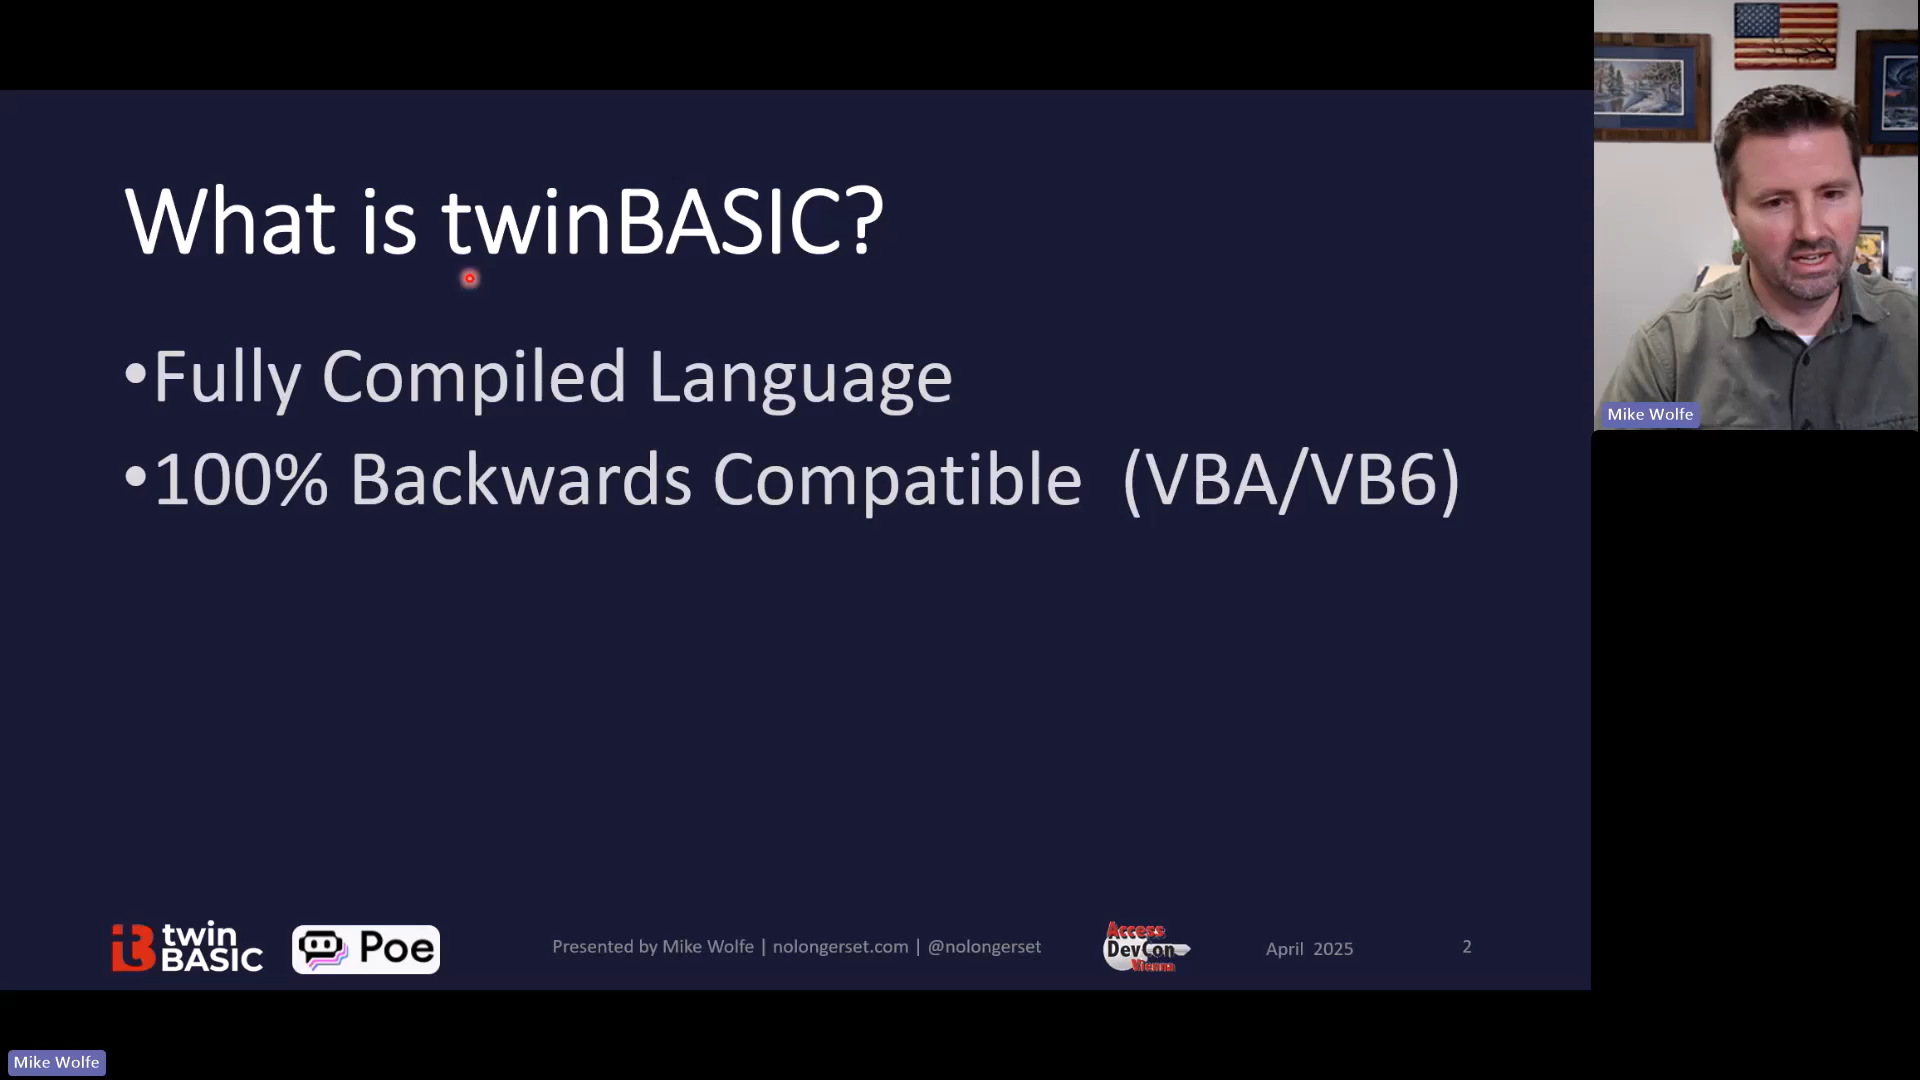 What is twinBASIC?
•Fully Compiled Language
•100% Backwards Compatible (VBA/VB6)
Mike Wolfe
twin
BASIC
Poe
Presented by Mike Wolfe | nolongerset.com | @nolongerset
Access
DevCon
Vienna
April 2025
2
Mike Wolfe